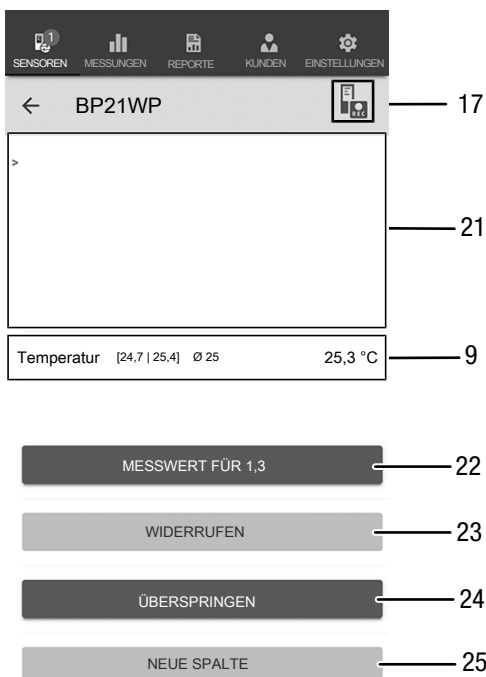 1
SENSOREN MESSUNGEN REPORTE KUNDEN EINSTELLUNGEN
← BP21WP REC 17
>
21
Temperatur [24,7 | 25,4] Ø 25 25,3 °C 9
MESSWERT FÜR 1,3 22
WIDERRUFEN 23
ÜBERSPRINGEN 24
NEUE SPALTE 25